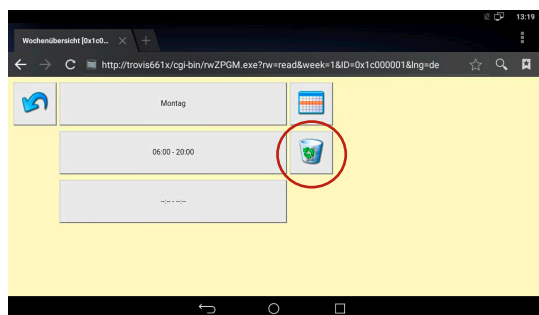 13:19
Wochenübersicht [0x1c0...
http://trovis661x/cgi-bin/rwZPGM.exe?rw=read&week=1&ID=0x1c000001&lng=de
Montag
06:00 - 20:00
--:-- - --:--